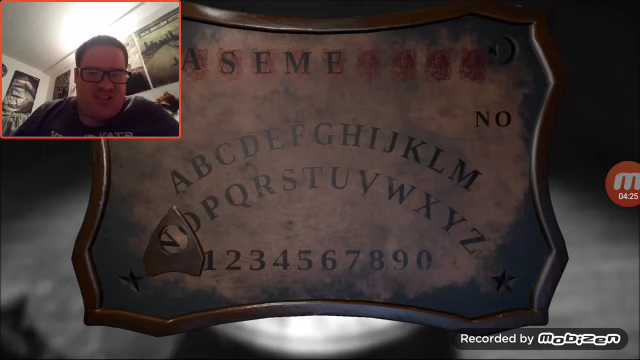 ASEME
NO
ABCDEFGHIJKLM
NOPQRSTUVWXYZ
1234567890
04:25
Recorded by MOBIZEN